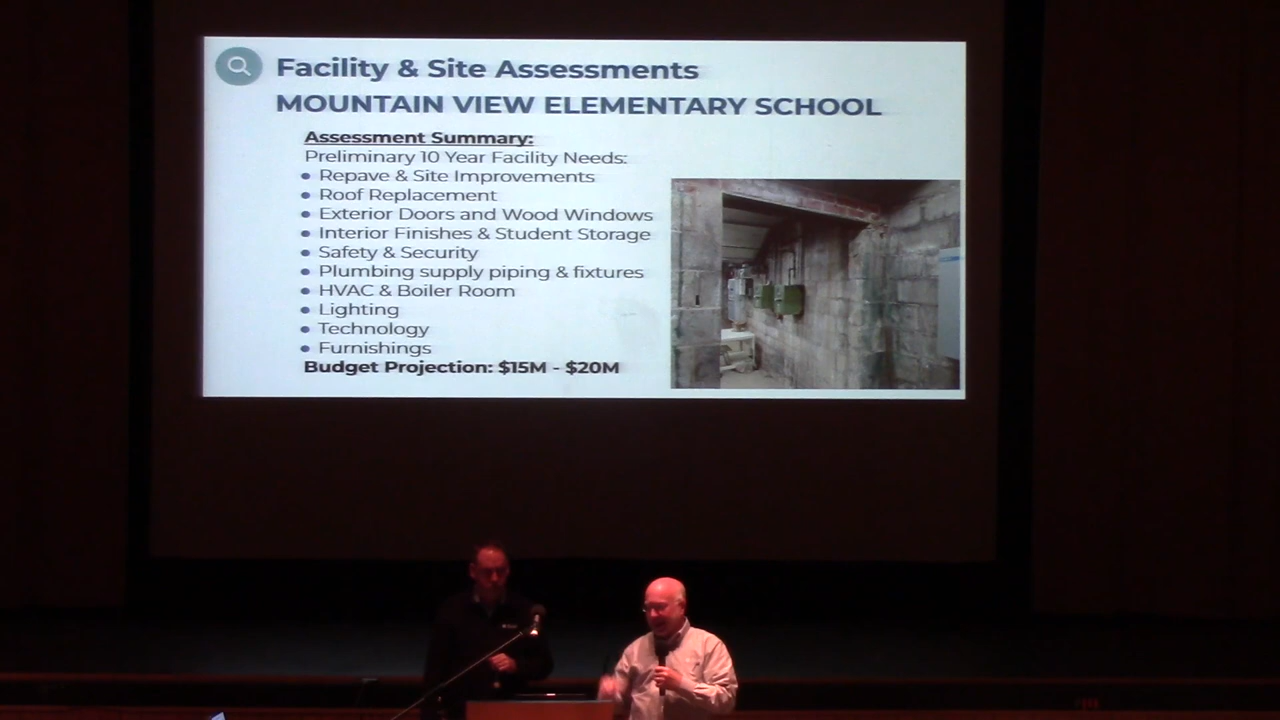 Facility & Site Assessments
MOUNTAIN VIEW ELEMENTARY SCHOOL
Assessment Summary:
Preliminary 10 Year Facility Needs:
• Repave & Site Improvements
• Roof Replacement
• Exterior Doors and Wood Windows
• Interior Finishes & Student Storage
• Safety & Security
• Plumbing supply piping & fixtures
• HVAC & Boiler Room
• Lighting
• Technology
• Furnishings
Budget Projection: $15M - $20M